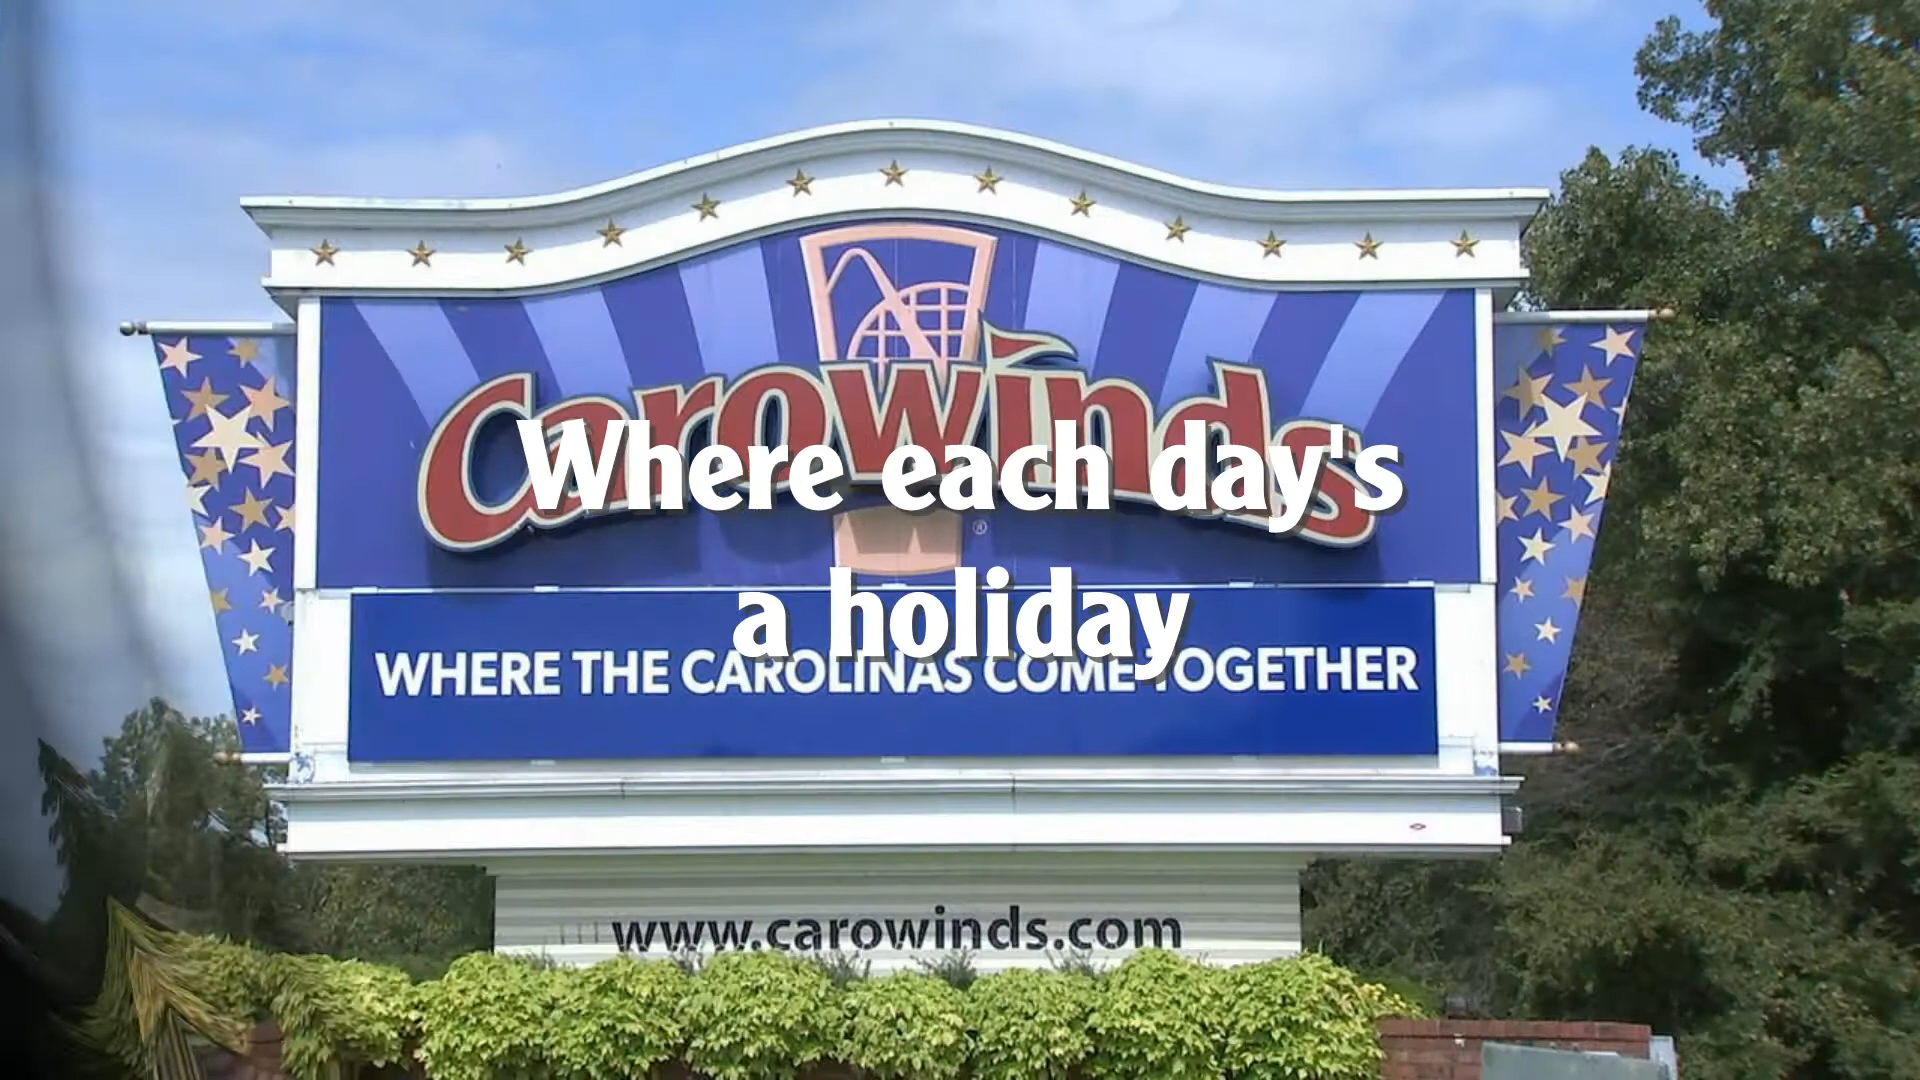 Carowinds
®
Where each day's
a holiday
WHERE THE CAROLINAS COME TOGETHER
www.carowinds.com